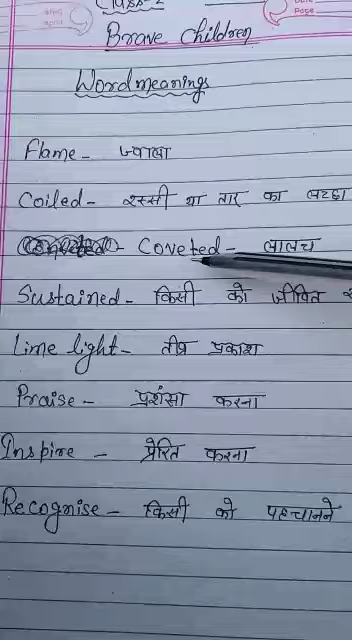 Brave Children
Word meanings
Flame - ज्वाला
Coiled - रस्सी या तार का लच्छा
Coveted - लालच
Sustained - किसी को जीवित
Lime light - तीव्र प्रकाश
Praise - प्रशंसा करना
Inspire - प्रेरित करना
Recognise - किसी को पहचानने